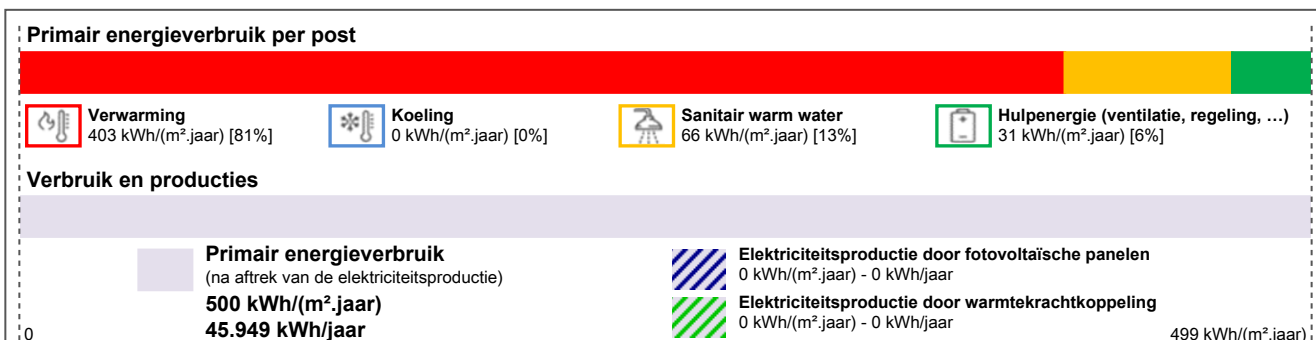 Primair energieverbruik per post
Verwarming
403 kWh/(m².jaar) [81%]
Koeling
0 kWh/(m².jaar) [0%]
Sanitair warm water
66 kWh/(m².jaar) [13%]
Hulpenergie (ventilatie, regeling, …)
31 kWh/(m².jaar) [6%]
Verbruik en producties
Primair energieverbruik
(na aftrek van de elektriciteitsproductie)
500 kWh/(m².jaar)
45.949 kWh/jaar
Elektriciteitsproductie door fotovoltaïsche panelen
0 kWh/(m².jaar) - 0 kWh/jaar
Elektriciteitsproductie door warmtekrachtkoppeling
0 kWh/(m².jaar) - 0 kWh/jaar
0
499 kWh/(m².jaar)